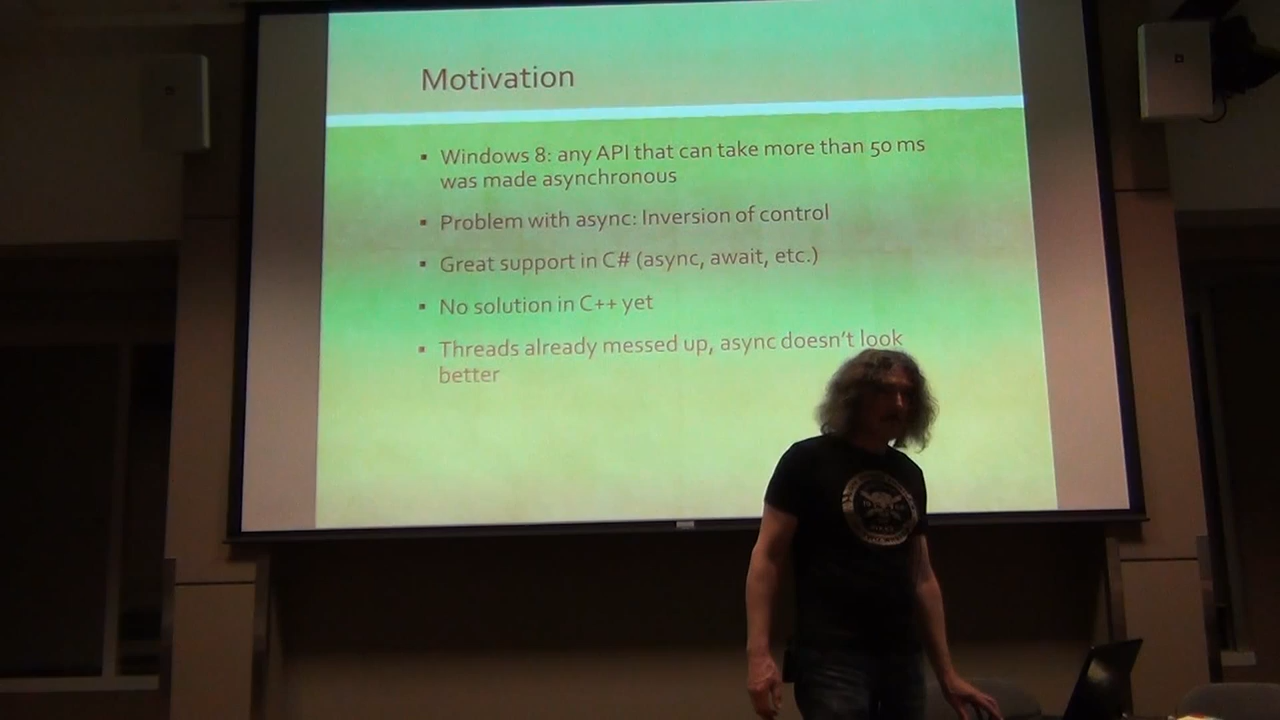 Motivation
▪ Windows 8: any API that can take more than 50 ms
was made asynchronous
▪ Problem with async: Inversion of control
▪ Great support in C# (async, await, etc.)
▪ No solution in C++ yet
▪ Threads already messed up, async doesn't look
better